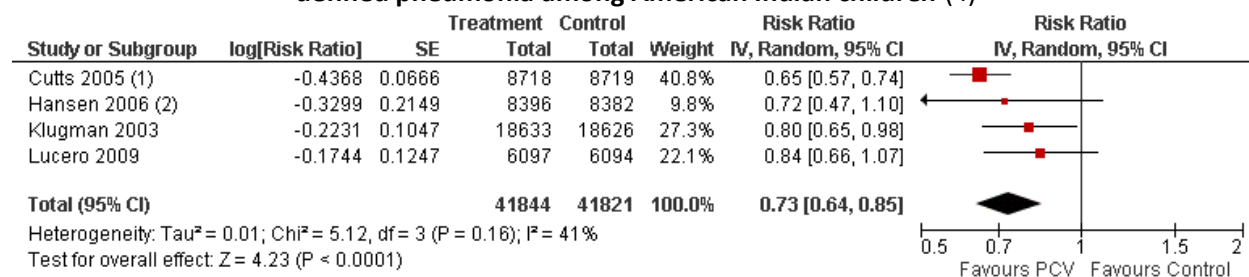 defined pneumonia among American Indian children (4)
Treatment Control Risk Ratio Risk Ratio
Study or Subgroup log[Risk Ratio] SE Total Total Weight IV, Random, 95% CI IV, Random, 95% CI
Cutts 2005 (1) -0.4368 0.0666 8718 8719 40.8% 0.65 [0.57, 0.74]
Hansen 2006 (2) -0.3299 0.2149 8396 8382 9.8% 0.72 [0.47, 1.10]
Klugman 2003 -0.2231 0.1047 18633 18626 27.3% 0.80 [0.65, 0.98]
Lucero 2009 -0.1744 0.1247 6097 6094 22.1% 0.84 [0.66, 1.07]
Total (95% CI) 41844 41821 100.0% 0.73 [0.64, 0.85]
Heterogeneity: Tau² = 0.01; Chi² = 5.12, df = 3 (P = 0.16); I² = 41%
Test for overall effect: Z = 4.23 (P < 0.0001)
0.5 0.7 1 1.5 2
Favours PCV Favours Control